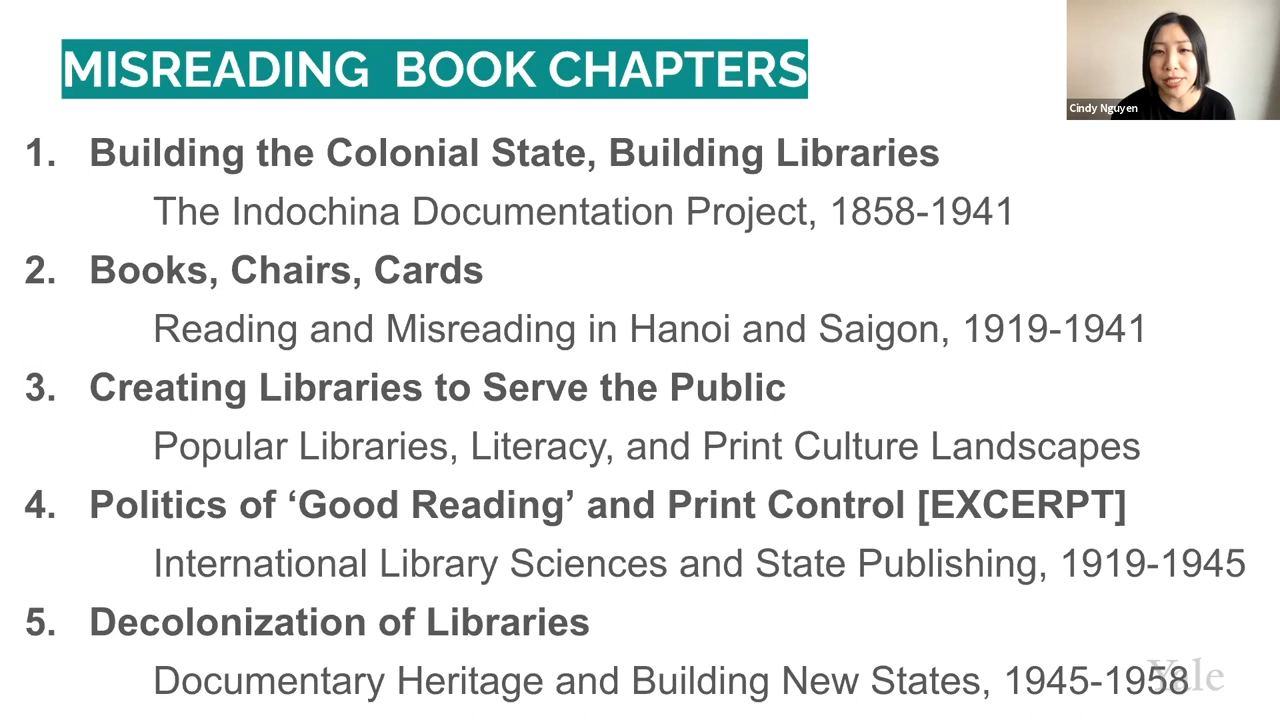 MISREADING BOOK CHAPTERS
Cindy Nguyen
1. Building the Colonial State, Building Libraries
The Indochina Documentation Project, 1858-1941
2. Books, Chairs, Cards
Reading and Misreading in Hanoi and Saigon, 1919-1941
3. Creating Libraries to Serve the Public
Popular Libraries, Literacy, and Print Culture Landscapes
4. Politics of ‘Good Reading’ and Print Control [EXCERPT]
International Library Sciences and State Publishing, 1919-1945
5. Decolonization of Libraries
Documentary Heritage and Building New States, 1945-1958
Yale